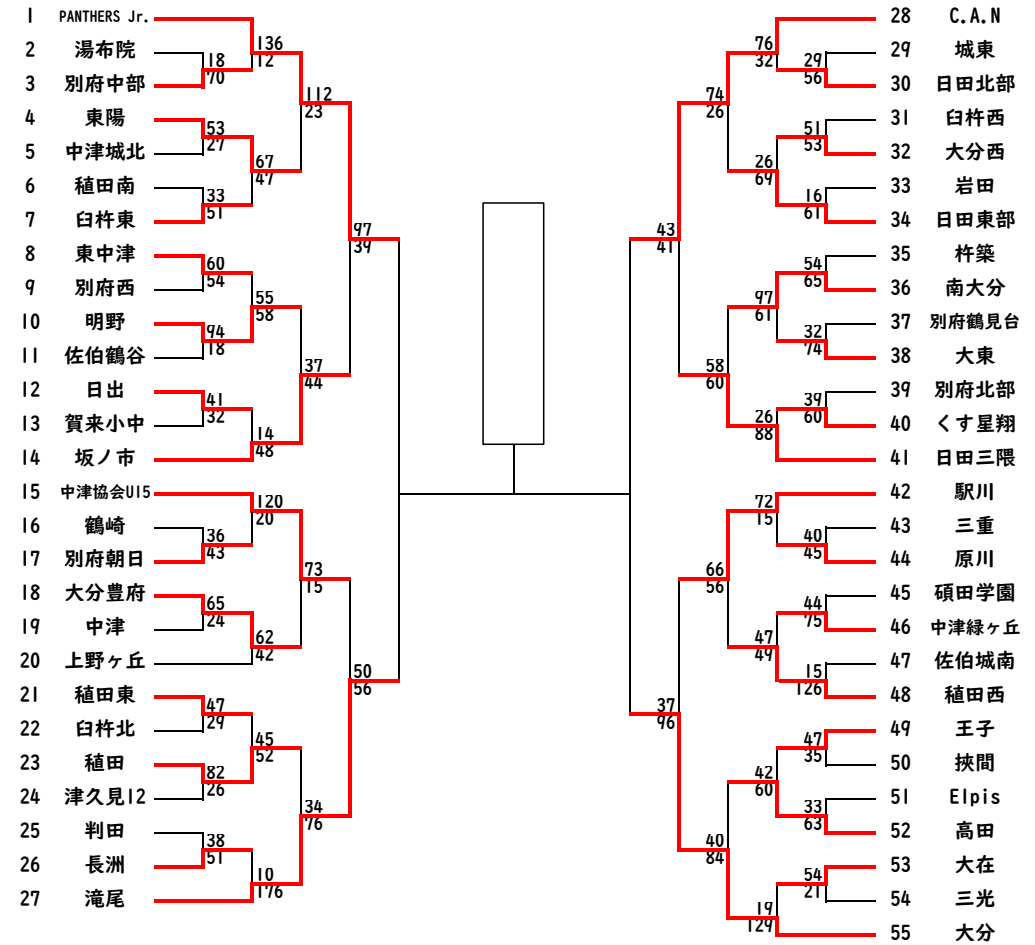 1 PANTHERS Jr.
2 湯布院
3 別府中部
4 東陽
5 中津城北
6 稙田南
7 臼杵東
8 東中津
9 別府西
10 明野
11 佐伯鶴谷
12 日出
13 賀来小中
14 坂ノ市
15 中津協会U15
16 鶴崎
17 別府朝日
18 大分豊府
19 中津
20 上野ヶ丘
21 稙田東
22 臼杵北
23 稙田
24 津久見12
25 判田
26 長洲
27 滝尾
18
70
53
27
33
51
60
54
94
18
41
32
36
43
65
24
47
29
82
26
38
51
136
12
67
47
55
58
14
48
120
20
62
42
45
52
10
176
112
23
37
44
73
15
34
76
97
39
50
56
43
41
37
96
74
26
58
60
66
56
40
84
76
32
26
69
97
61
26
88
72
15
47
49
42
60
19
129
29
56
51
53
16
61
54
65
32
74
39
60
40
45
44
75
15
126
47
35
33
63
54
21
28 C.A.N
29 城東
30 日田北部
31 臼杵西
32 大分西
33 岩田
34 日田東部
35 杵築
36 南大分
37 別府鶴見台
38 大東
39 別府北部
40 くす星翔
41 日田三隈
42 駅川
43 三重
44 原川
45 碩田学園
46 中津緑ヶ丘
47 佐伯城南
48 稙田西
49 王子
50 挾間
51 Elpis
52 高田
53 大在
54 三光
55 大分